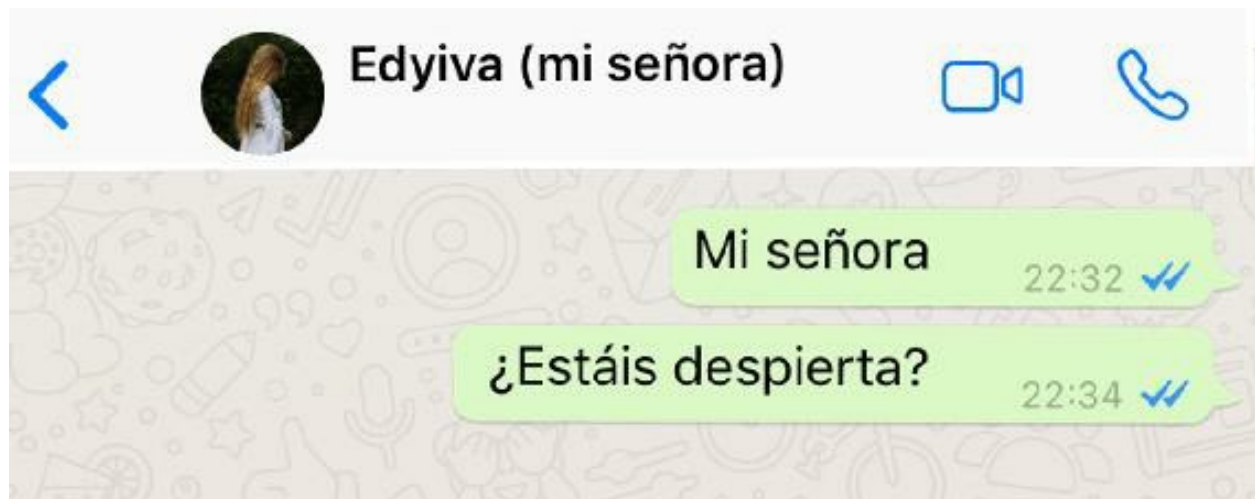 Edyiva (mi señora)
Mi señora
22:32
¿Estáis despierta?
22:34